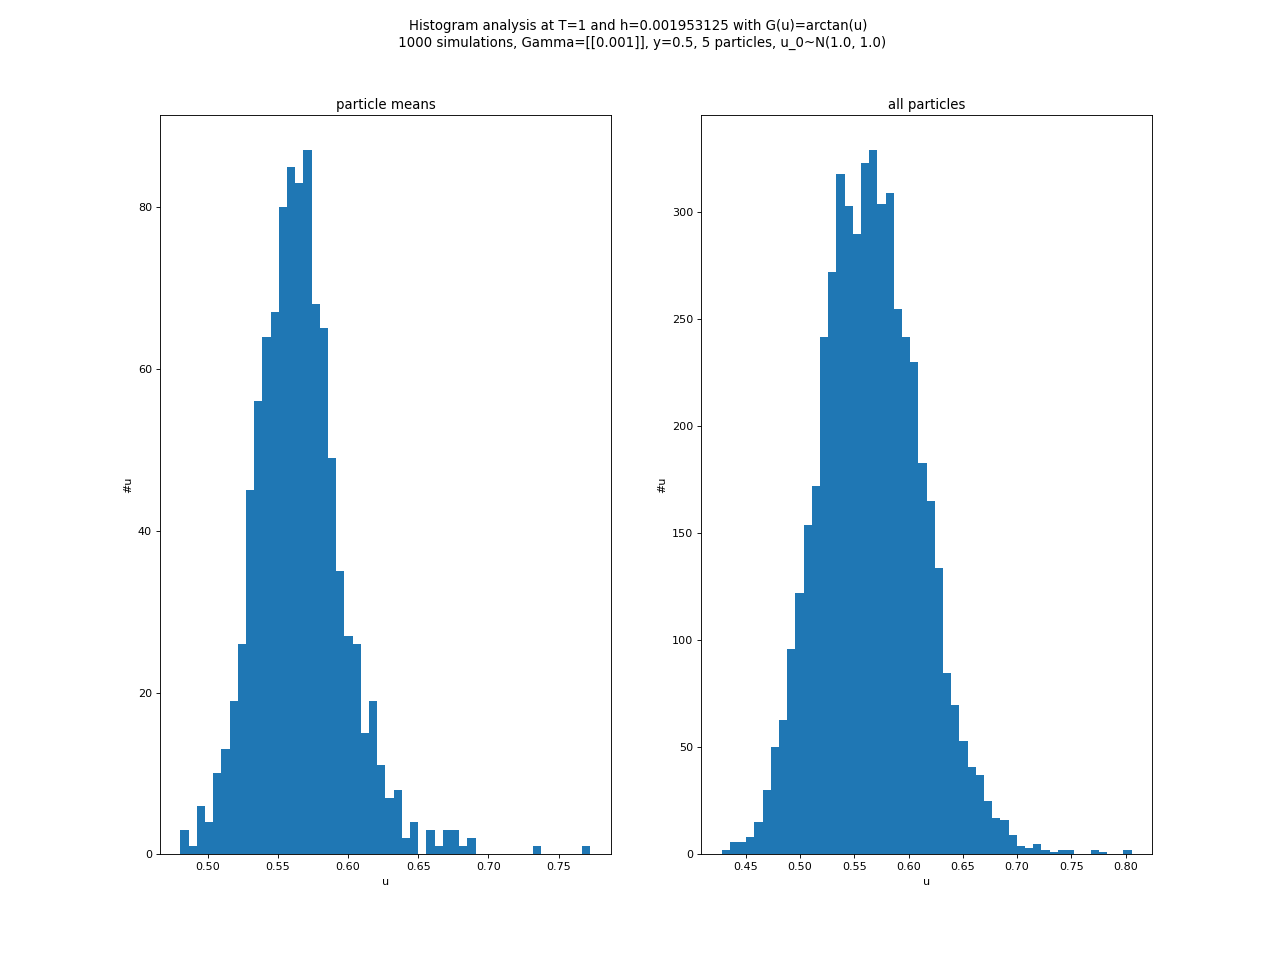 Histogram analysis at T=1 and h=0.001953125 with G(u)=arctan(u)
1000 simulations, Gamma=[[0.001]], y=0.5, 5 particles, u_0~N(1.0, 1.0)
particle means
80
60
40
20
0
#u
0.50 0.55 0.60 0.65 0.70 0.75
u
all particles
300
250
200
150
100
50
0
#u
0.45 0.50 0.55 0.60 0.65 0.70 0.75 0.80
u